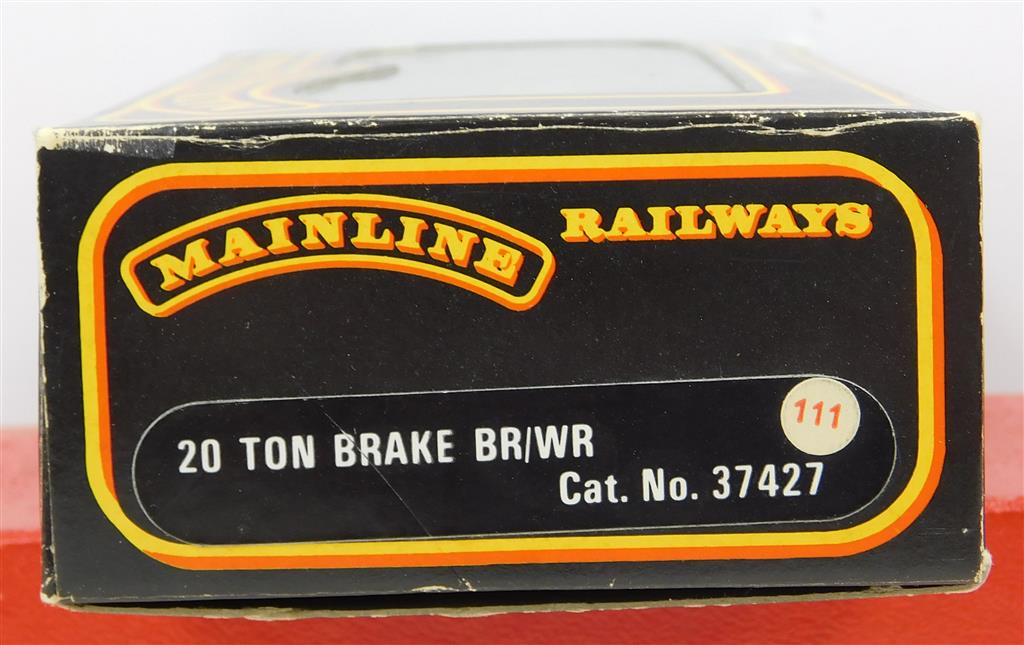 MAINLINE RAILWAYS
111
20 TON BRAKE BR/WR
Cat. No. 37427